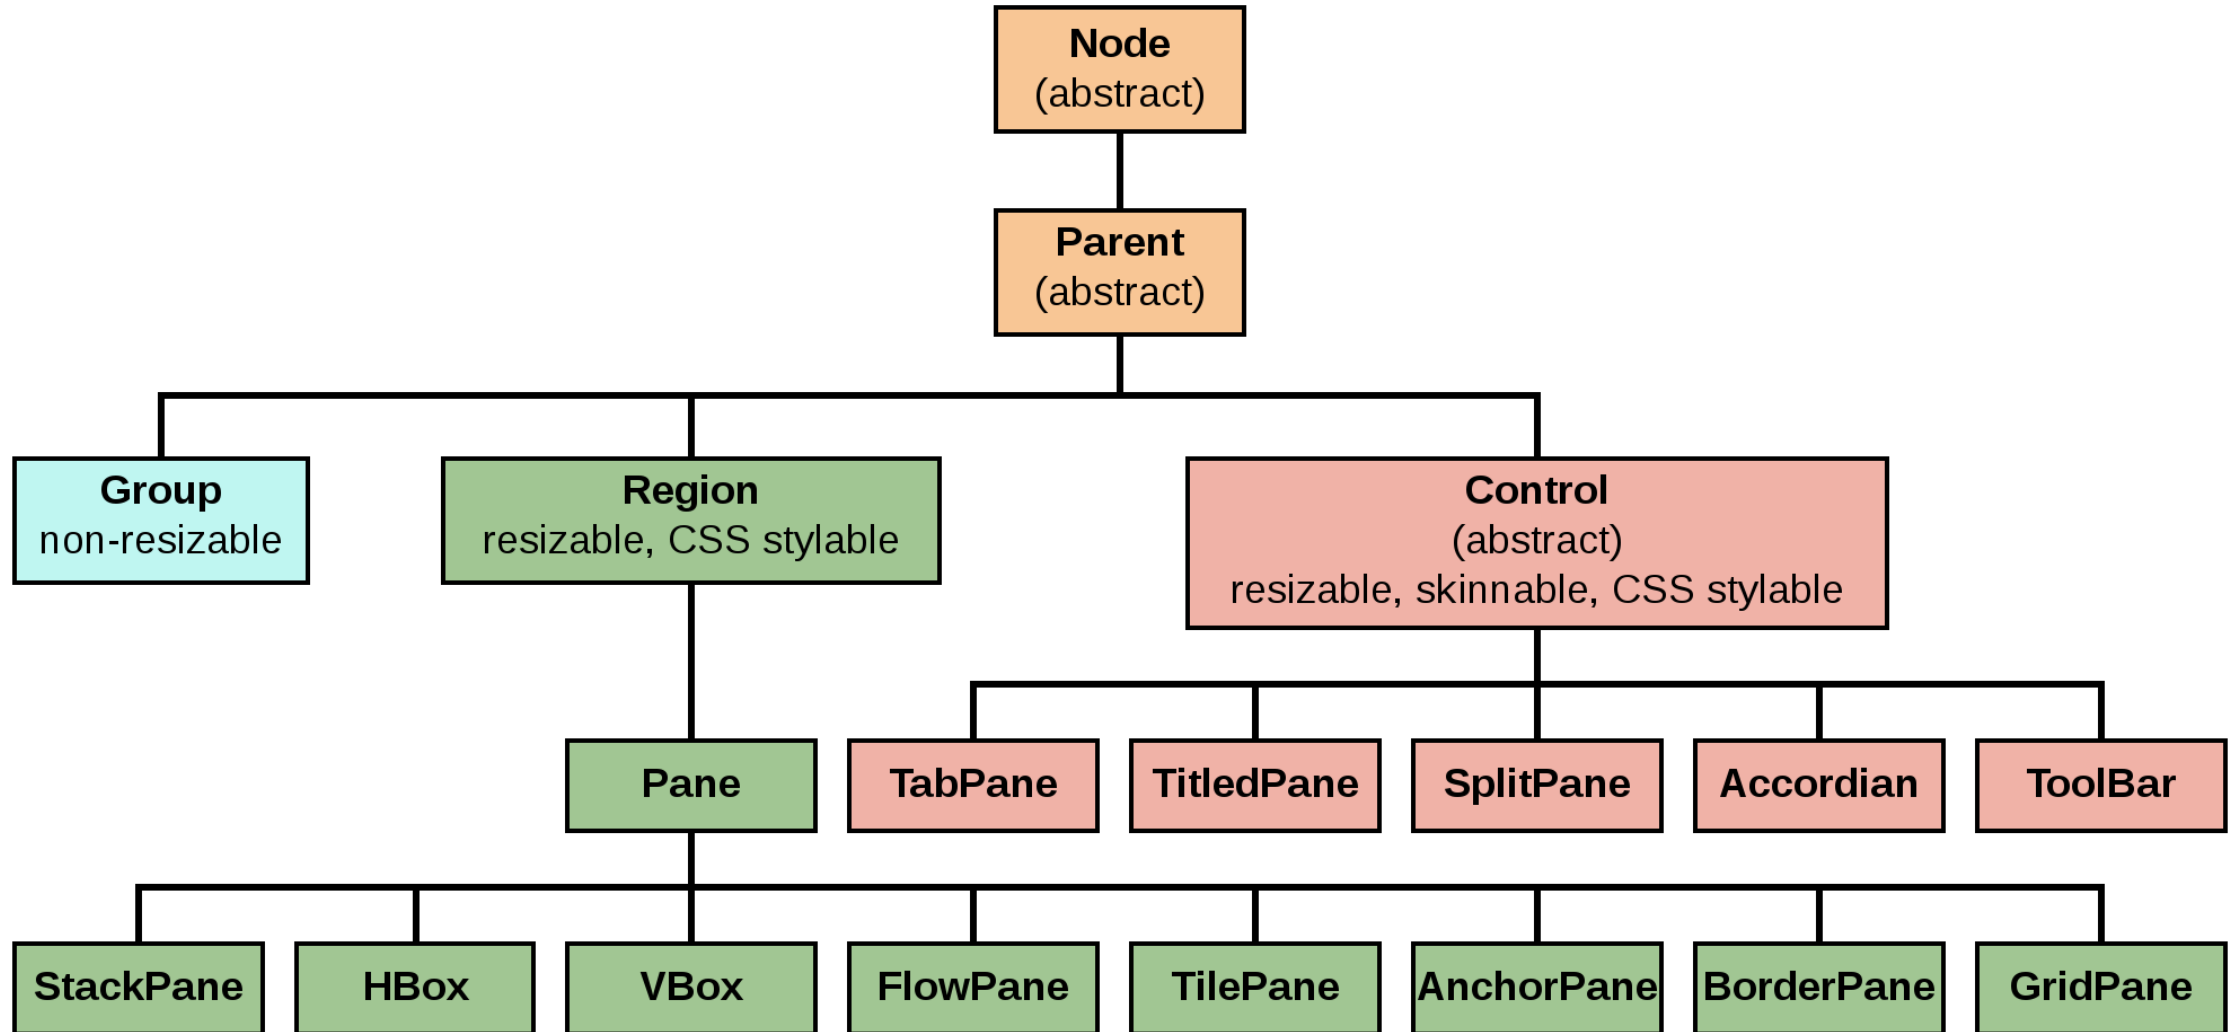 Node
(abstract)
Parent
(abstract)
Group
non-resizable
Region
resizable, CSS stylable
Control
(abstract)
resizable, skinnable, CSS stylable
Pane
TabPane
TitledPane
SplitPane
Accordian
ToolBar
StackPane
HBox
VBox
FlowPane
TilePane
AnchorPane
BorderPane
GridPane